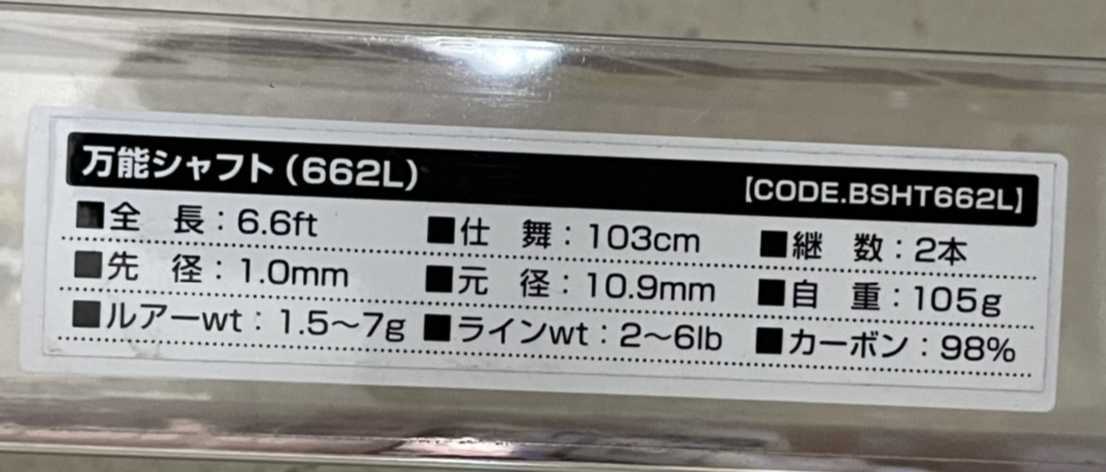 万能シャフト(662L) 【CODE.BSHT662L】
■全 長：6.6ft ■仕 舞：103cm ■継 数：2本
■先 径：1.0mm ■元 径：10.9mm ■自 重：105g
■ルアーwt：1.5〜7g ■ラインwt：2〜6lb ■カーボン：98%